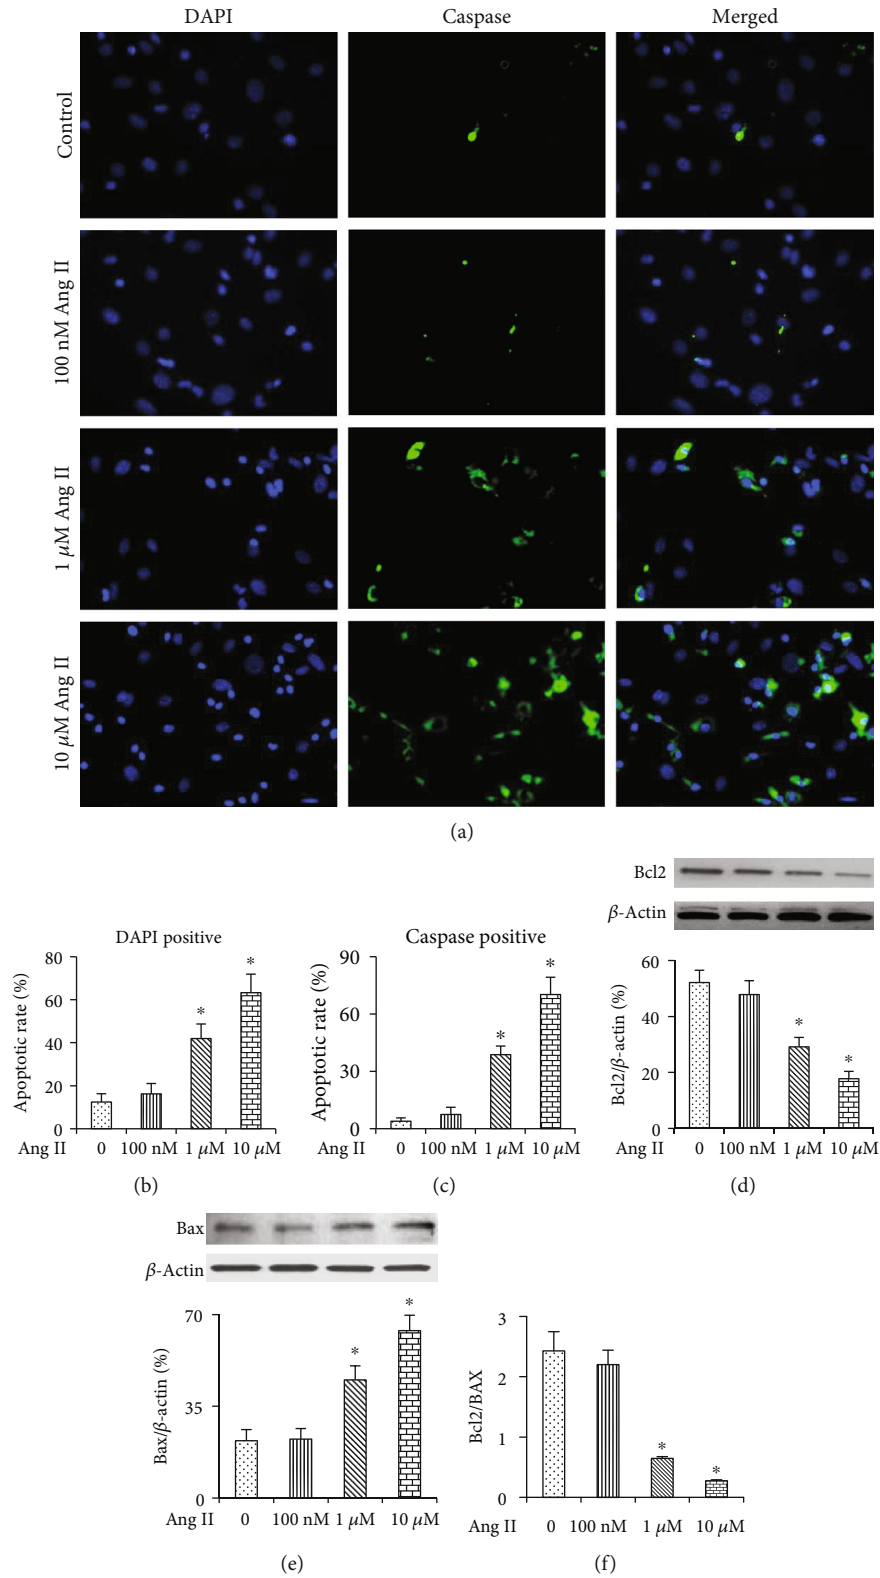 DAPI Caspase Merged
Control
100 nM Ang II
1 μM Ang II
10 μM Ang II
(a)
DAPI positive
Apoptotic rate (%)
80
60
40
20
0
Ang II 0 100 nM 1 μM 10 μM
* *
(b)
Caspase positive
Apoptotic rate (%)
90
60
30
0
Ang II 0 100 nM 1 μM 10 μM
* *
(c)
Bcl2
β-Actin
Bcl2/β-actin (%)
60
40
20
0
Ang II 0 100 nM 1 μM 10 μM
* *
(d)
Bax
β-Actin
Bax/β-actin (%)
70
35
0
Ang II 0 100 nM 1 μM 10 μM
* *
(e)
Bcl2/BAX
3
2
1
0
Ang II 0 100 nM 1 μM 10 μM
* *
(f)